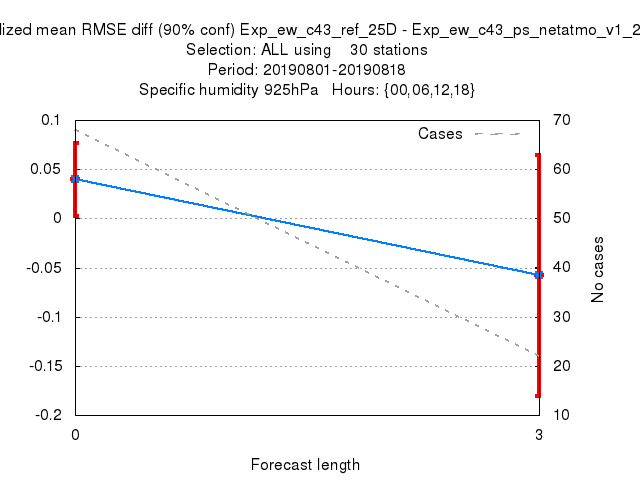 lized mean RMSE diff (90% conf) Exp_ew_c43_ref_25D - Exp_ew_c43_ps_netatmo_v1_2
Selection: ALL using    30 stations
Period: 20190801-20190818
Specific humidity 925hPa   Hours: {00,06,12,18}
Cases
0.1
0.05
0
-0.05
-0.1
-0.15
-0.2
70
60
50
40
30
20
10
No cases
0
3
Forecast length